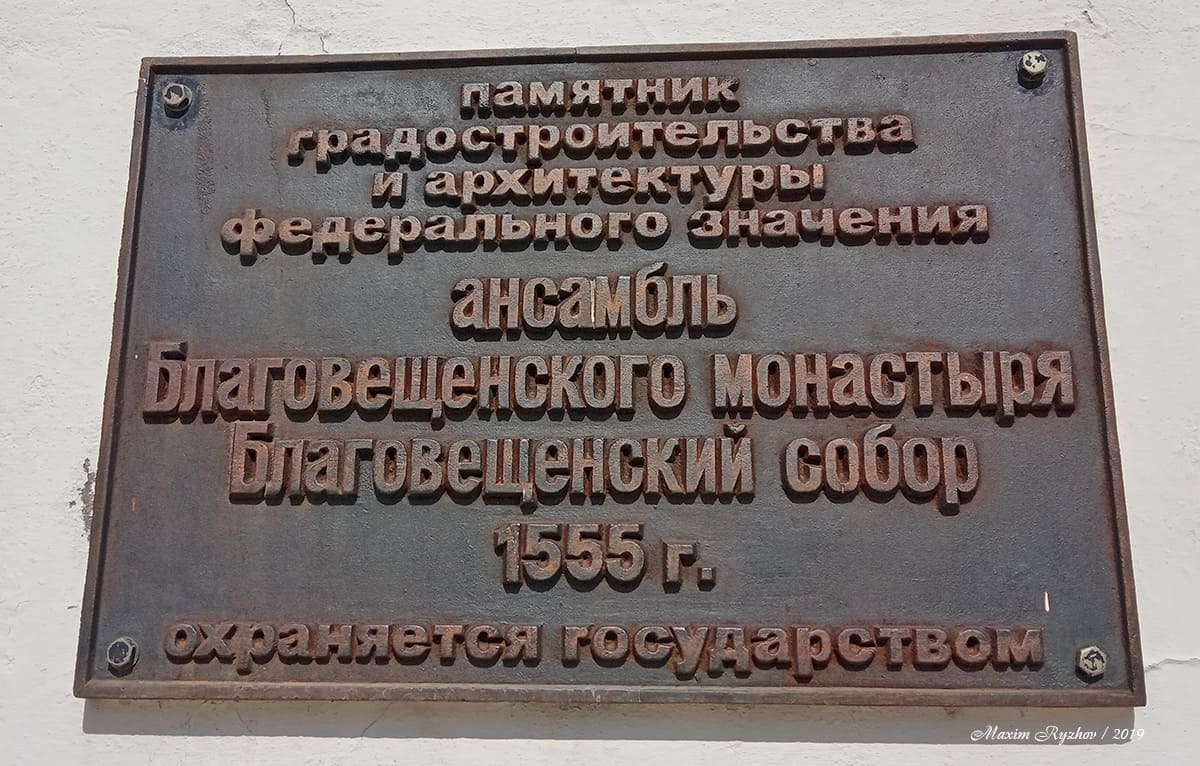 памятник
градостроительства
и архитектуры
федерального значения
ансамбль
Благовещенского монастыря
Благовещенский собор
1555 г.
охраняется государством
Maxim Ryzhov / 2019